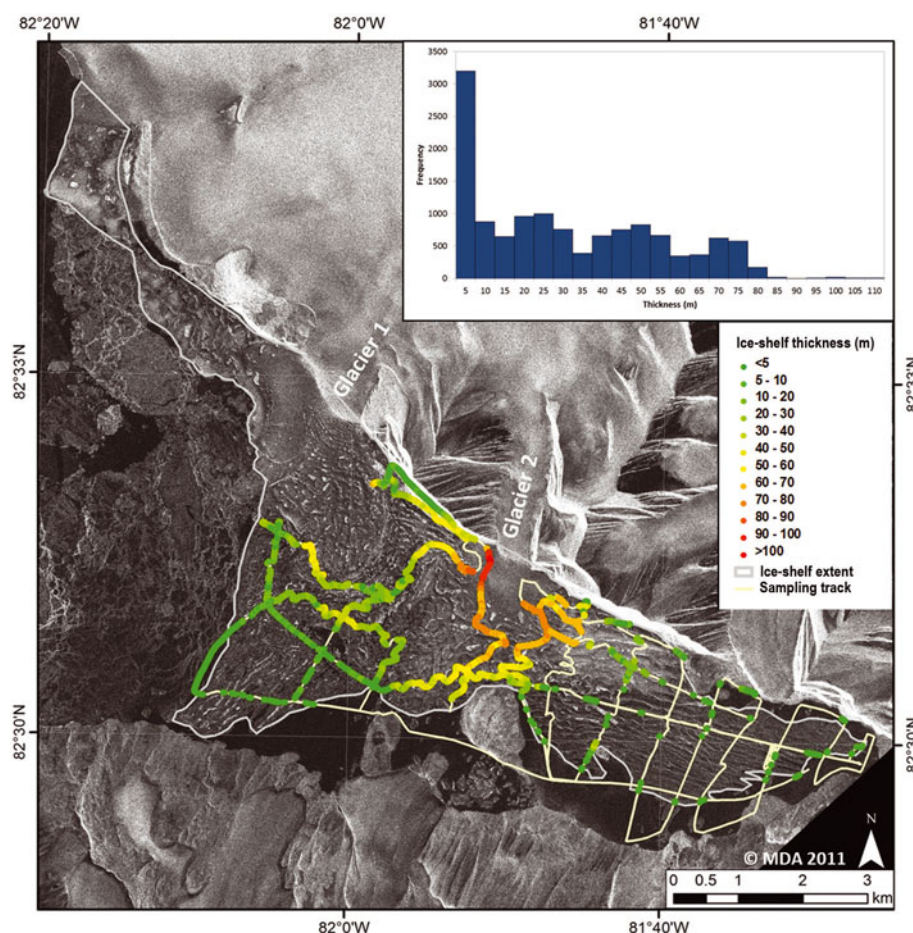 82°20'W
82°0'W
81°40'W
3500
3000
2500
2000
1500
1000
500
0
Frequency
5 10 15 20 25 30 35 40 45 50 55 60 65 70 75 80 85 90 95 100 105 110
Thickness (m)
82°33'N
82°33'N
Glacier 1
Glacier 2
Ice-shelf thickness (m)
<5
5 - 10
10 - 20
20 - 30
30 - 40
40 - 50
50 - 60
60 - 70
70 - 80
80 - 90
90 - 100
>100
Ice-shelf extent
Sampling track
82°30'N
82°30'N
N
© MDA 2011
0 0.5 1 2 3
km
82°0'W
81°40'W